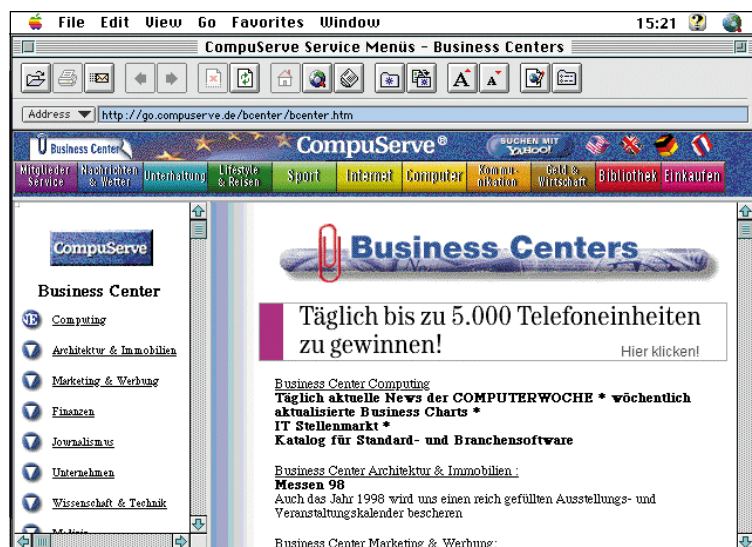 File Edit View Go Favorites Window 15:21
CompuServe Service Menüs - Business Centers
Address http://go.compuserve.de/bcenter/bcenter.htm
Business Center CompuServe® SUCHEN MIT YAHOO!
Mitglieder Service Nachrichten & Wetter Unterhaltung Lifestyle & Reisen Sport Internet Computer Kommunikation Geld & Wirtschaft Bibliothek Einkaufen
CompuServe
Business Center
Computing
Architektur & Immobilien
Marketing & Werbung
Finanzen
Journalismus
Unternehmen
Wissenschaft & Technik
Business Centers
Täglich bis zu 5.000 Telefoneinheiten
zu gewinnen!
Hier klicken!
Business Center Computing
Täglich aktuelle News der COMPUTERWOCHE * wöchentlich
aktualisierte Business Charts *
IT Stellenmarkt *
Katalog für Standard- und Branchensoftware
Business Center Architektur & Immobilien :
Messen 98
Auch das Jahr 1998 wird uns einen reich gefüllten Ausstellungs- und
Veranstaltungskalender bescheren
Business Center Marketing & Werbung: